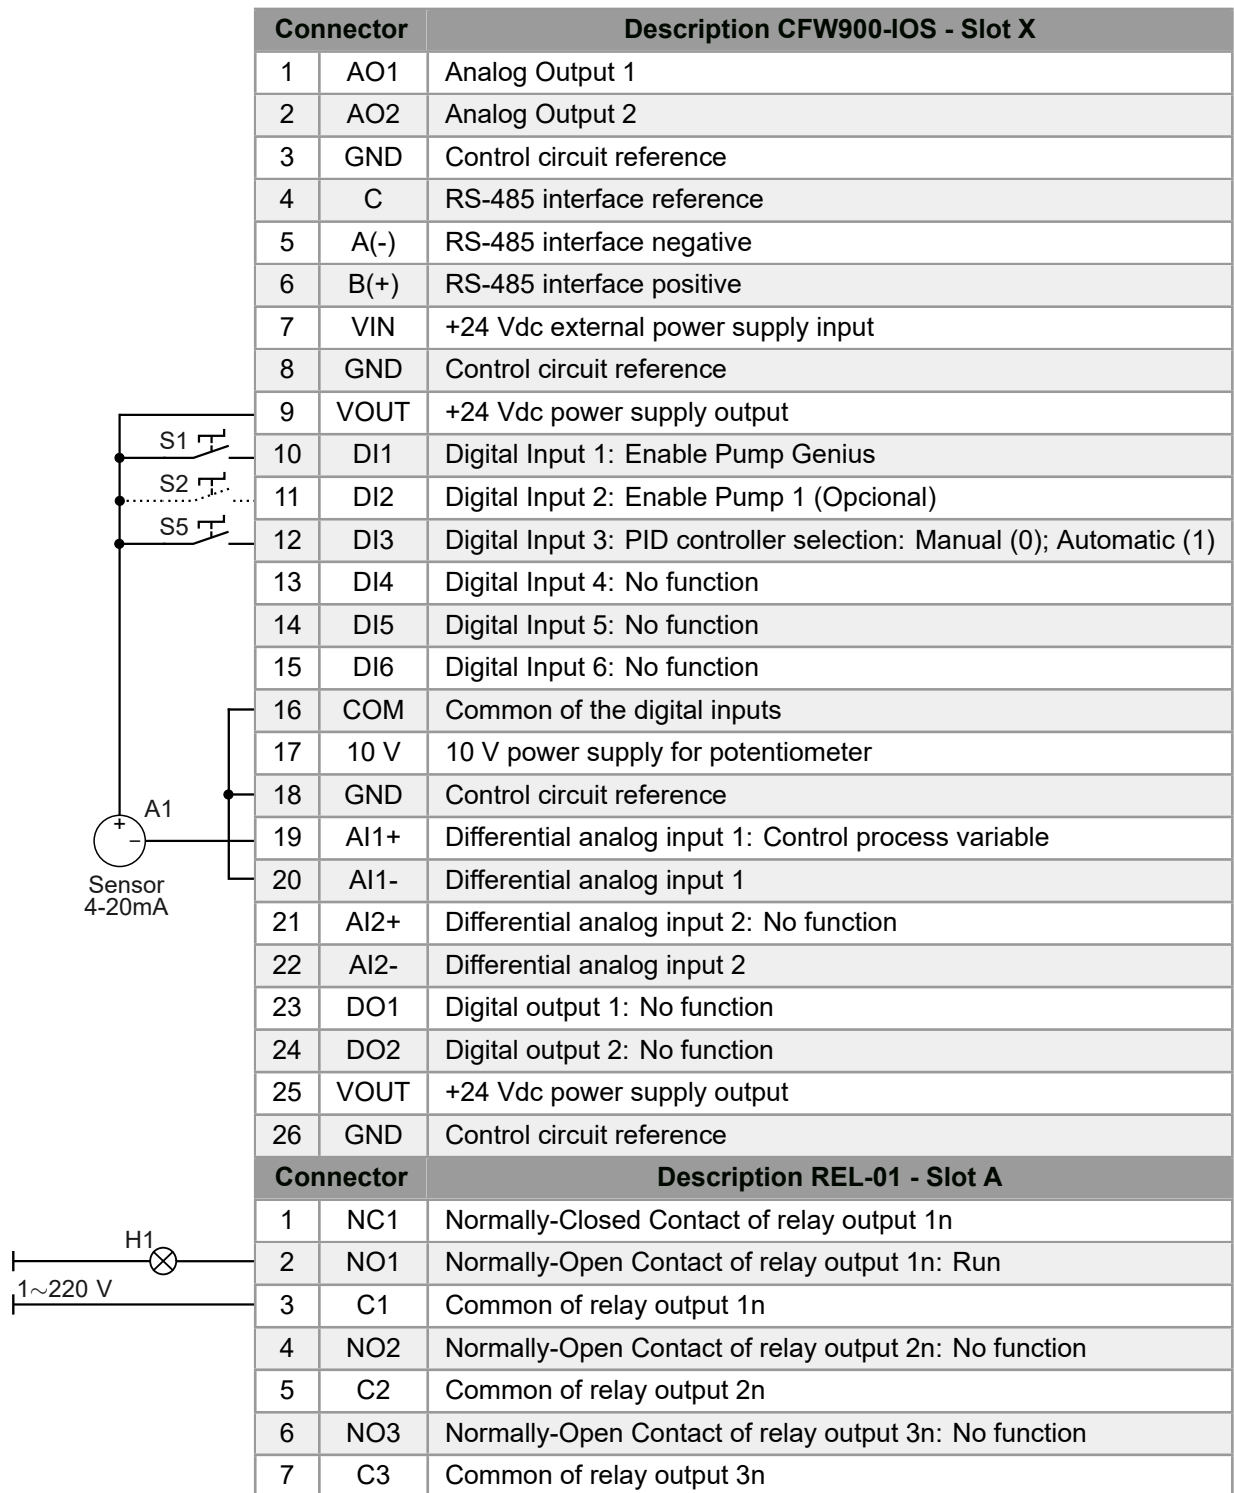 Connector Description CFW900-IOS - Slot X
1 AO1 Analog Output 1
2 AO2 Analog Output 2
3 GND Control circuit reference
4 C RS-485 interface reference
5 A(-) RS-485 interface negative
6 B(+) RS-485 interface positive
7 VIN +24 Vdc external power supply input
8 GND Control circuit reference
9 VOUT +24 Vdc power supply output
S1 10 DI1 Digital Input 1: Enable Pump Genius
S2 11 DI2 Digital Input 2: Enable Pump 1 (Opcional)
S5 12 DI3 Digital Input 3: PID controller selection: Manual (0); Automatic (1)
13 DI4 Digital Input 4: No function
14 DI5 Digital Input 5: No function
15 DI6 Digital Input 6: No function
16 COM Common of the digital inputs
17 10 V 10 V power supply for potentiometer
18 GND Control circuit reference
A1
+ − 19 AI1+ Differential analog input 1: Control process variable
Sensor 20 AI1- Differential analog input 1
4-20mA
21 AI2+ Differential analog input 2: No function
22 AI2- Differential analog input 2
23 DO1 Digital output 1: No function
24 DO2 Digital output 2: No function
25 VOUT +24 Vdc power supply output
26 GND Control circuit reference
Connector Description REL-01 - Slot A
1 NC1 Normally-Closed Contact of relay output 1n
H1 2 NO1 Normally-Open Contact of relay output 1n: Run
1~220 V 3 C1 Common of relay output 1n
4 NO2 Normally-Open Contact of relay output 2n: No function
5 C2 Common of relay output 2n
6 NO3 Normally-Open Contact of relay output 3n: No function
7 C3 Common of relay output 3n